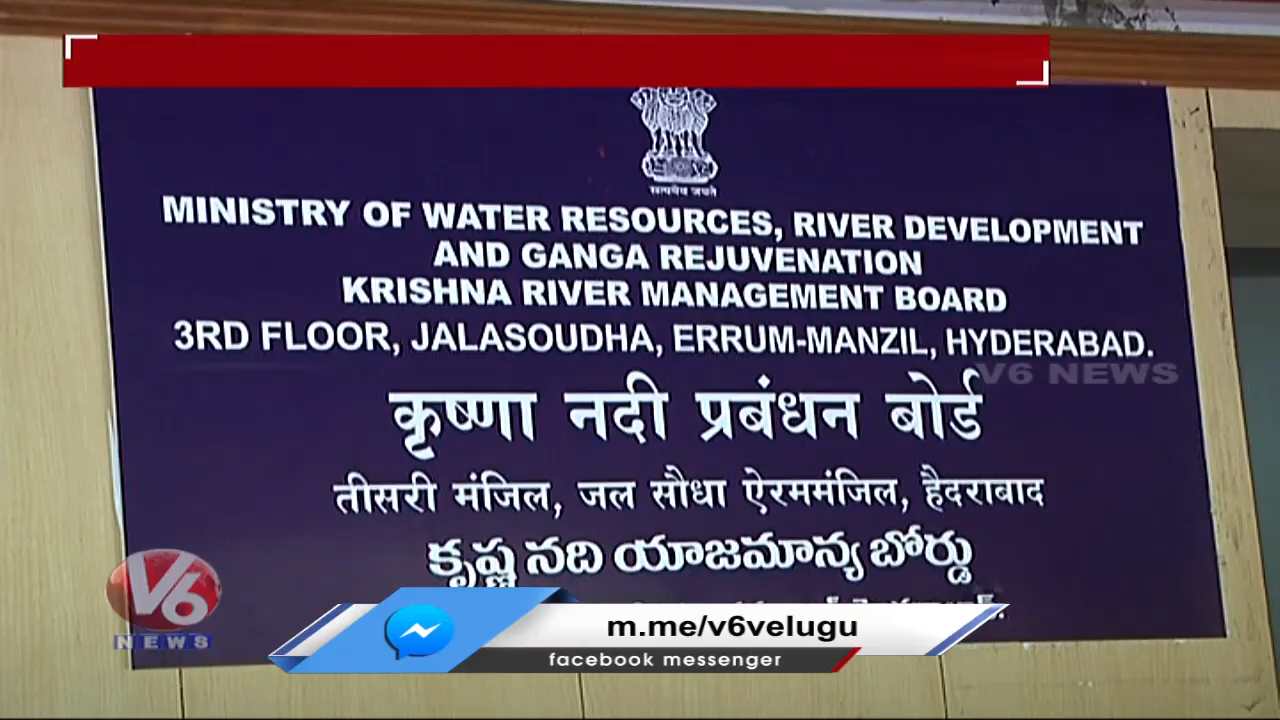 सत्यमेव जयते
MINISTRY OF WATER RESOURCES, RIVER DEVELOPMENT
AND GANGA REJUVENATION
KRISHNA RIVER MANAGEMENT BOARD
3RD FLOOR, JALASOUDHA, ERRUM-MANZIL, HYDERABAD.
V6 NEWS
कृष्णा नदी प्रबंधन बोर्ड
तीसरी मंजिल, जल सौधा ऐरममंजिल, हैदराबाद
కృష్ణ నది యాజమాన్య బోర్డు
V6
NEWS
m.me/v6velugu
facebook messenger